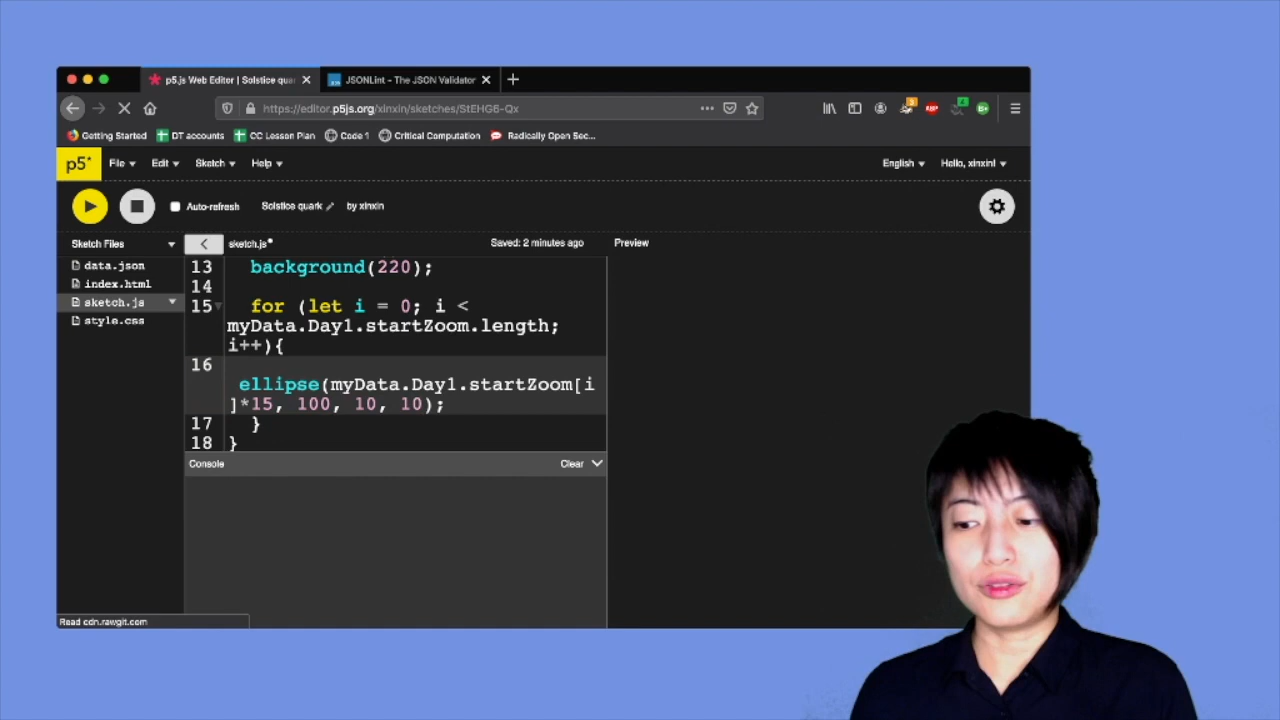 p5.js Web Editor | Solstice quar
JSONLint - The JSON Validator
https://editor.p5js.org/xinxin/sketches/StEHG6-Qx
Getting Started
DT accounts
CC Lesson Plan
Code 1
Critical Computation
Radically Open Sec...
p5*
File
Edit
Sketch
Help
English
Hello, xinxin!
Auto-refresh
Solstice quark
by xinxin
Sketch Files
sketch.js
Saved: 2 minutes ago
Preview
data.json
index.html
sketch.js
style.css
13 background(220);
14
15 for (let i = 0; i <
myData.Day1.startZoom.length;
i++){
16
ellipse(myData.Day1.startZoom[i
]*15, 100, 10, 10);
17 }
18 }
Console
Clear
Read cdn.rawgit.com